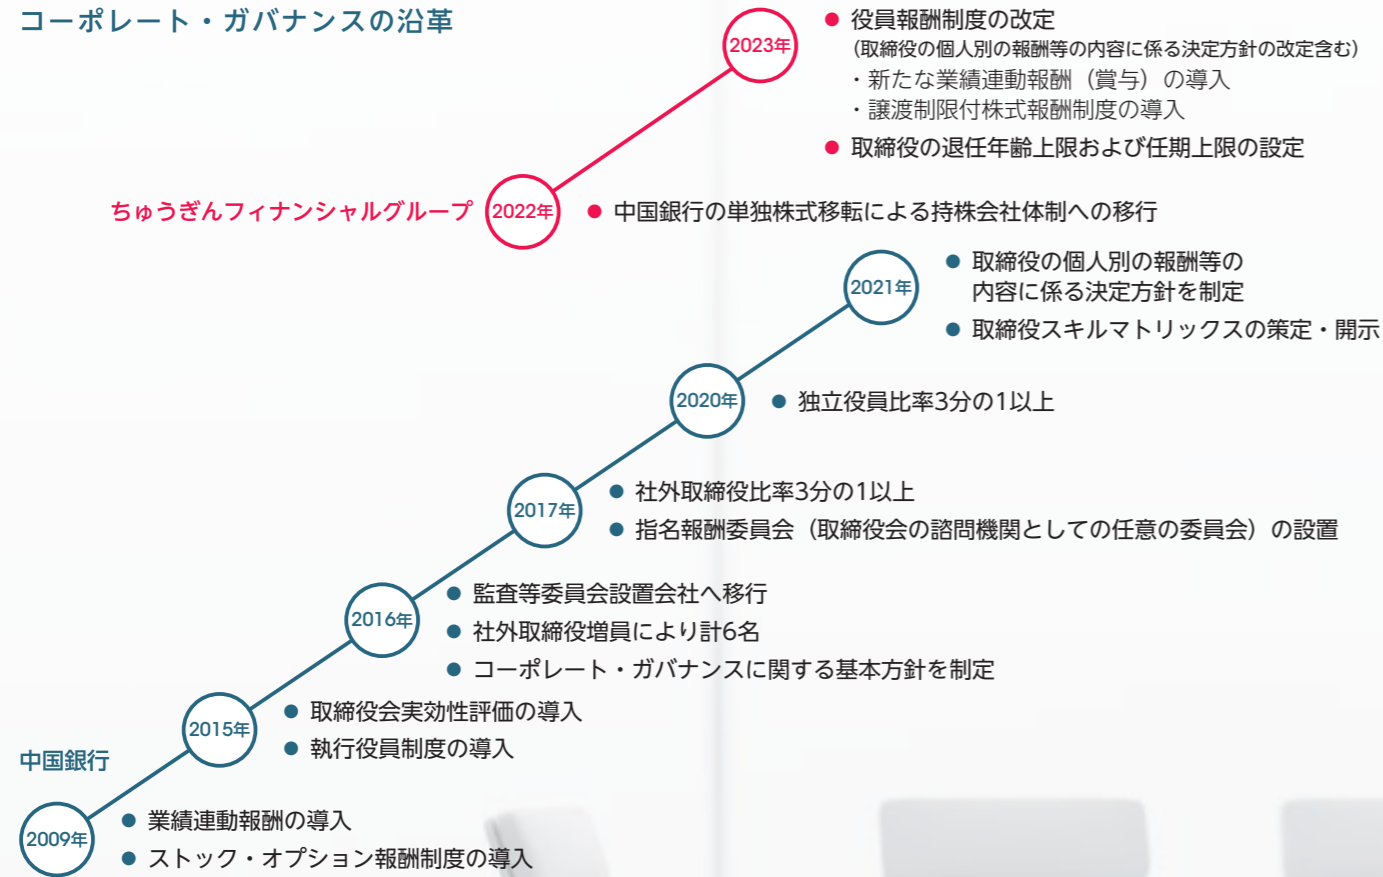 コーポレート・ガバナンスの沿革
2023年
● 役員報酬制度の改定
（取締役の個人別の報酬等の内容に係る決定方針の改定含む）
・新たな業績連動報酬（賞与）の導入
・譲渡制限付株式報酬制度の導入
● 取締役の退任年齢上限および任期上限の設定
ちゅうぎんフィナンシャルグループ
2022年
● 中国銀行の単独株式移転による持株会社体制への移行
2021年
● 取締役の個人別の報酬等の
内容に係る決定方針を制定
● 取締役スキルマトリックスの策定・開示
2020年
● 独立役員比率3分の1以上
2017年
● 社外取締役比率3分の1以上
● 指名報酬委員会（取締役会の諮問機関としての任意の委員会）の設置
2016年
● 監査等委員会設置会社へ移行
● 社外取締役増員により計6名
● コーポレート・ガバナンスに関する基本方針を制定
2015年
● 取締役会実効性評価の導入
● 執行役員制度の導入
中国銀行
2009年
● 業績連動報酬の導入
● ストック・オプション報酬制度の導入